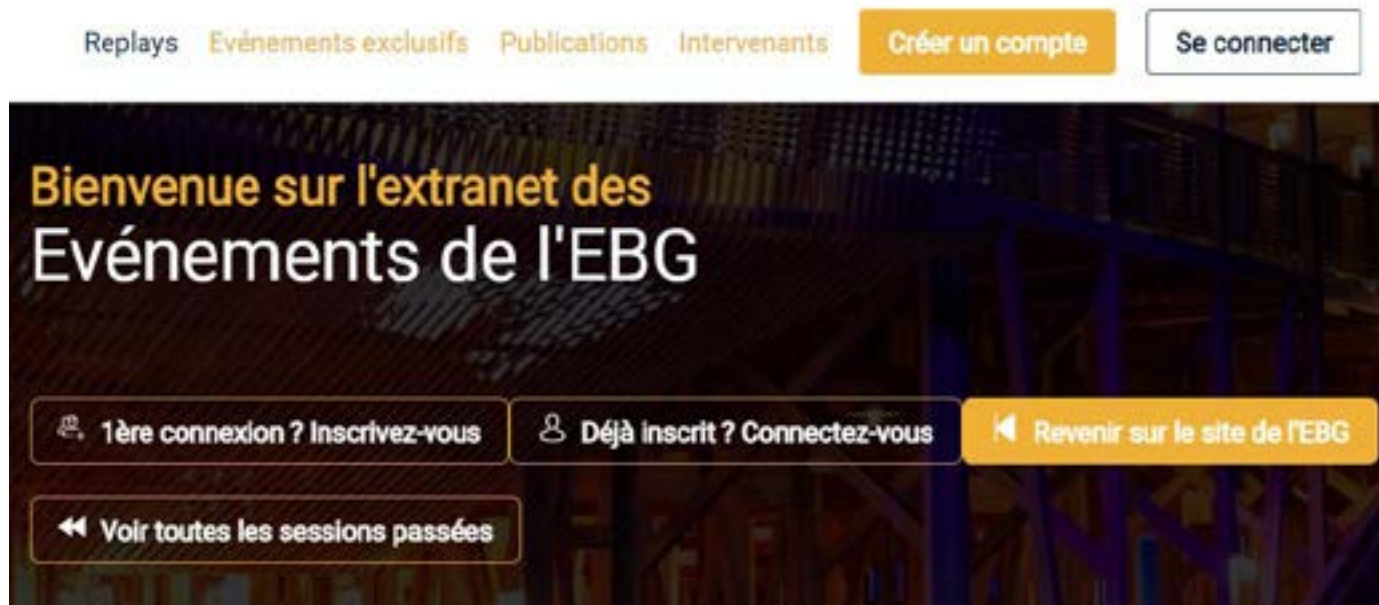 Replays Evénements exclusifs Publications Intervenants Créer un compte Se connecter
Bienvenue sur l'extranet des
Evénements de l'EBG
1ère connexion ? Inscrivez-vous Déjà inscrit ? Connectez-vous Revenir sur le site de l'EBG
Voir toutes les sessions passées